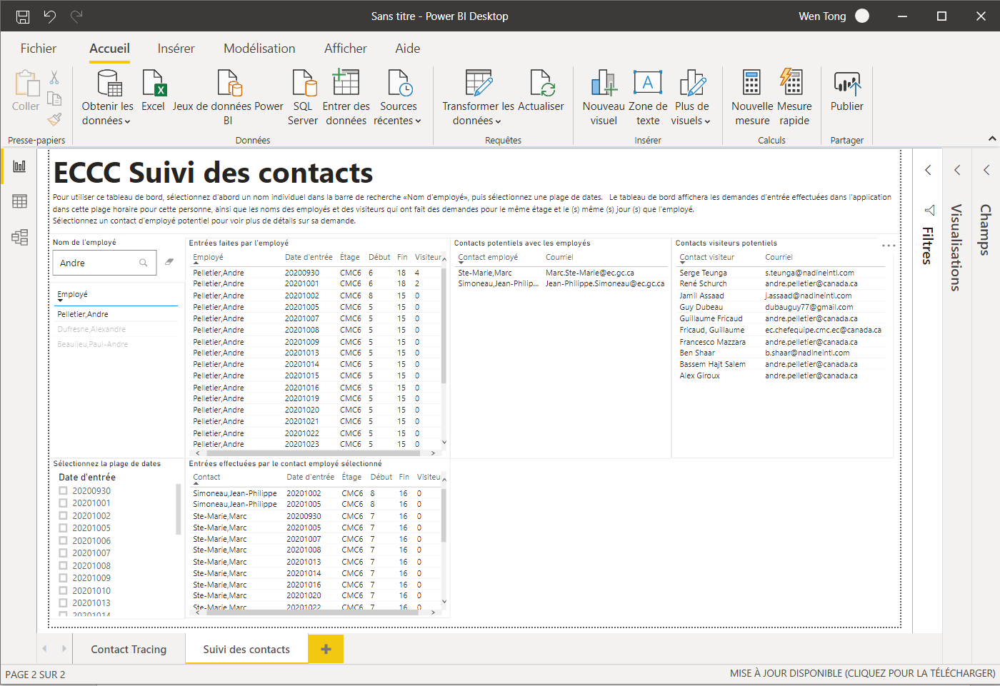 Sans titre - Power BI Desktop
Wen Tong
Fichier Accueil Insérer Modélisation Afficher Aide
Coller
Presse-papiers
Obtenir les données
Excel
Jeux de données Power BI
SQL Server
Entrer des données
Sources récentes
Données
Transformer les données
Actualiser
Requêtes
Nouveau visuel
Zone de texte
Plus de visuels
Insérer
Nouvelle mesure
Mesure rapide
Calculs
Publier
Partager
ECCC Suivi des contacts
Pour utiliser ce tableau de bord, sélectionnez d'abord un nom individuel dans la barre de recherche «Nom d'employé», puis sélectionnez une plage de dates. Le tableau de bord affichera les demandes d'entrée effectuées dans l'application
dans cette plage horaire pour cette personne, ainsi que les noms des employés et des visiteurs qui ont fait des demandes pour le même étage et le (s) même (s) jour (s) que l'employé.
Sélectionnez un contact d'employé potentiel pour voir plus de détails sur sa demande.
Nom de l'employé
Andre
Employé
Pelletier,Andre
Dufresne,Alexandre
Beaulieu,Paul-Andre
Entrées faites par l'employé
Employé Date d'entrée Étage Début Fin Visiteur
Pelletier,Andre 20200930 CMC6 6 18 4
Pelletier,Andre 20201001 CMC6 6 18 2
Pelletier,Andre 20201002 CMC6 8 15 0
Pelletier,Andre 20201005 CMC6 5 15 0
Pelletier,Andre 20201007 CMC6 5 15 0
Pelletier,Andre 20201008 CMC6 5 15 0
Pelletier,Andre 20201009 CMC6 5 15 0
Pelletier,Andre 20201013 CMC6 5 15 0
Pelletier,Andre 20201014 CMC6 5 15 0
Pelletier,Andre 20201015 CMC6 5 15 0
Pelletier,Andre 20201016 CMC6 5 15 0
Pelletier,Andre 20201019 CMC6 5 15 0
Pelletier,Andre 20201020 CMC6 5 15 0
Pelletier,Andre 20201021 CMC6 5 15 0
Pelletier,Andre 20201022 CMC6 5 15 0
Pelletier,Andre 20201023 CMC6 5 15 0
Contacts potentiels avec les employés
Contact employé Courriel
Ste-Marie,Marc Marc.Ste-Marie@ec.gc.ca
Simoneau,Jean-Philip... Jean-Philippe.Simoneau@ec.gc.ca
Contacts visiteurs potentiels
Contact visiteur Courriel
Serge Teunga s.teunga@nadineintl.com
René Schurch andre.pelletier@canada.ca
Jamil Assaad j.assaad@nadineintl.com
Guy Dubeau dubauguy77@gmail.com
Guillaume Fricaud andre.pelletier@canada.ca
Fricaud, Guillaume ec.chefequipe.cmc.ec@canada.ca
Francesco Mazzara andre.pelletier@canada.ca
Ben Shaar b.shaar@nadineintl.com
Bassem Hajt Salem andre.pelletier@canada.ca
Alex Giroux andre.pelletier@canada.ca
Filtres
Visualisations
Champs
Sélectionnez la plage de dates
Date d'entrée
20200930
20201001
20201002
20201005
20201006
20201007
20201008
20201009
20201010
20201013
20201014
Entrées effectuées par le contact employé sélectionné
Contact Date d'entrée Étage Début Fin Visiteu
Simoneau,Jean-Philippe 20201002 CMC6 8 16 0
Simoneau,Jean-Philippe 20201005 CMC6 8 16 0
Ste-Marie,Marc 20200930 CMC6 7 16 0
Ste-Marie,Marc 20201005 CMC6 7 16 0
Ste-Marie,Marc 20201007 CMC6 7 16 0
Ste-Marie,Marc 20201008 CMC6 7 16 0
Ste-Marie,Marc 20201013 CMC6 7 16 0
Ste-Marie,Marc 20201014 CMC6 7 16 0
Ste-Marie,Marc 20201016 CMC6 7 16 0
Ste-Marie,Marc 20201020 CMC6 7 16 0
Ste-Marie,Marc 20201022 CMC6 7 16 0
Contact Tracing
Suivi des contacts
PAGE 2 SUR 2
MISE À JOUR DISPONIBLE (CLIQUEZ POUR LA TÉLÉCHARGER)